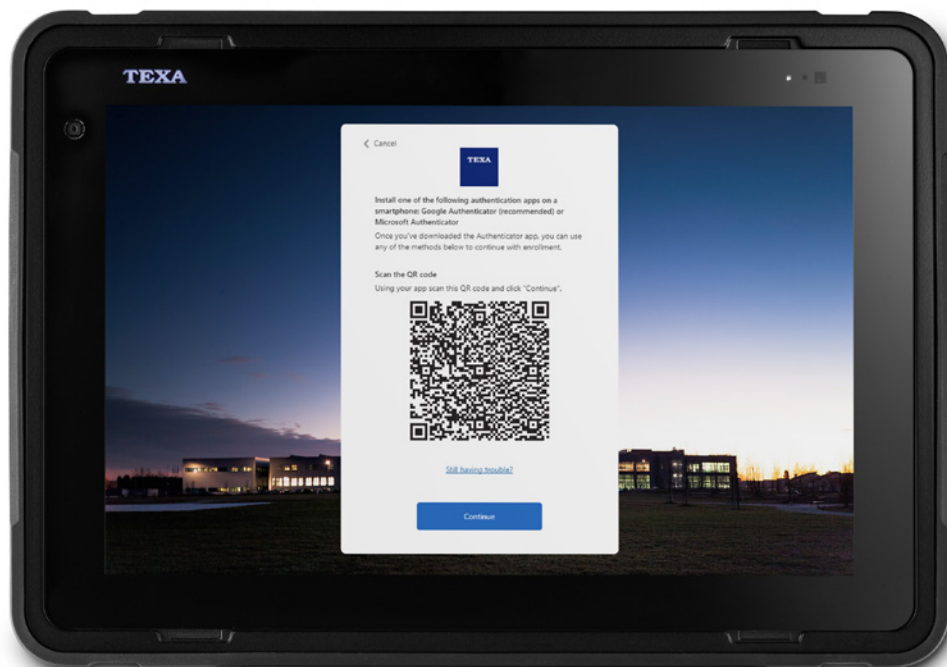 TEXA
Cancel
TEXA
Install one of the following authentication apps on a
smartphone: Google Authenticator (recommended) or
Microsoft Authenticator
Once you've downloaded the Authenticator app, you can use
any of the methods below to continue with enrollment.
Scan the QR code
Using your app scan this QR code and click "Continue".
Still having trouble?
Continue